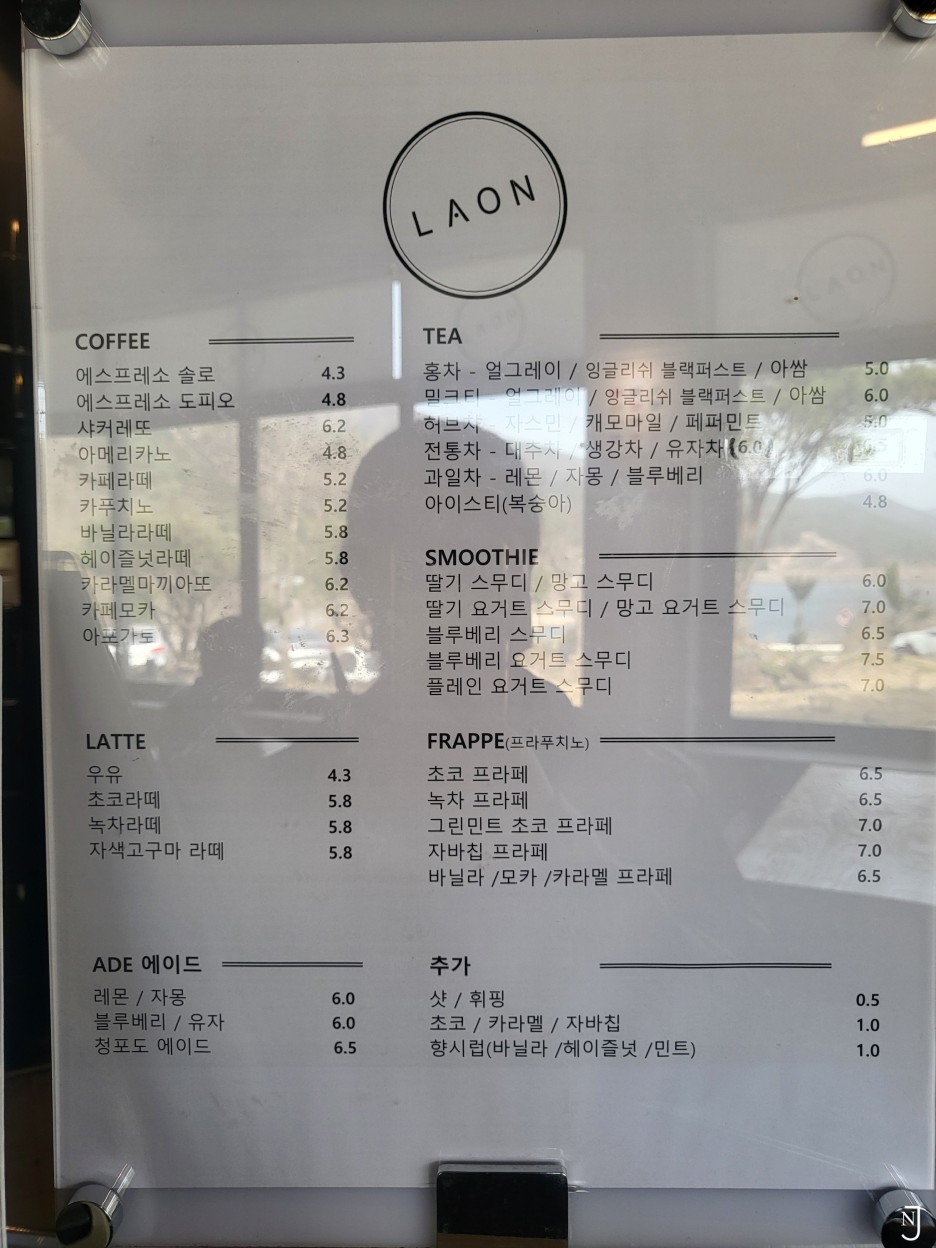 LAON
COFFEE
에스프레소 솔로 4.3
에스프레소 도피오 4.8
샤커레또 6.2
아메리카노 4.8
카페라떼 5.2
카푸치노 5.2
바닐라라떼 5.8
헤이즐넛라떼 5.8
카라멜마끼아또 6.2
카페모카 6.2
아포가토 6.3
LATTE
우유 4.3
초코라떼 5.8
녹차라떼 5.8
자색고구마 라떼 5.8
ADE 에이드
레몬 / 자몽 6.0
블루베리 / 유자 6.0
청포도 에이드 6.5
TEA
홍차 - 얼그레이 / 잉글리쉬 블랙퍼스트 / 아쌈 5.0
밀크티 - 얼그레이 / 잉글리쉬 블랙퍼스트 / 아쌈 6.0
허브차 - 자스민 / 캐모마일 / 페퍼민트 5.0
전통차 - 대추차 / 생강차 / 유자차 (6.0)
과일차 - 레몬 / 자몽 / 블루베리 6.0
아이스티(복숭아) 4.8
SMOOTHIE
딸기 스무디 / 망고 스무디 6.0
딸기 요거트 스무디 / 망고 요거트 스무디 7.0
블루베리 스무디 6.5
블루베리 요거트 스무디 7.5
플레인 요거트 스무디 7.0
FRAPPE(프라푸치노)
초코 프라페 6.5
녹차 프라페 6.5
그린민트 초코 프라페 7.0
자바칩 프라페 7.0
바닐라 /모카 /카라멜 프라페 6.5
추가
샷 / 휘핑 0.5
초코 / 카라멜 / 자바칩 1.0
향시럽(바닐라 /헤이즐넛 /민트) 1.0